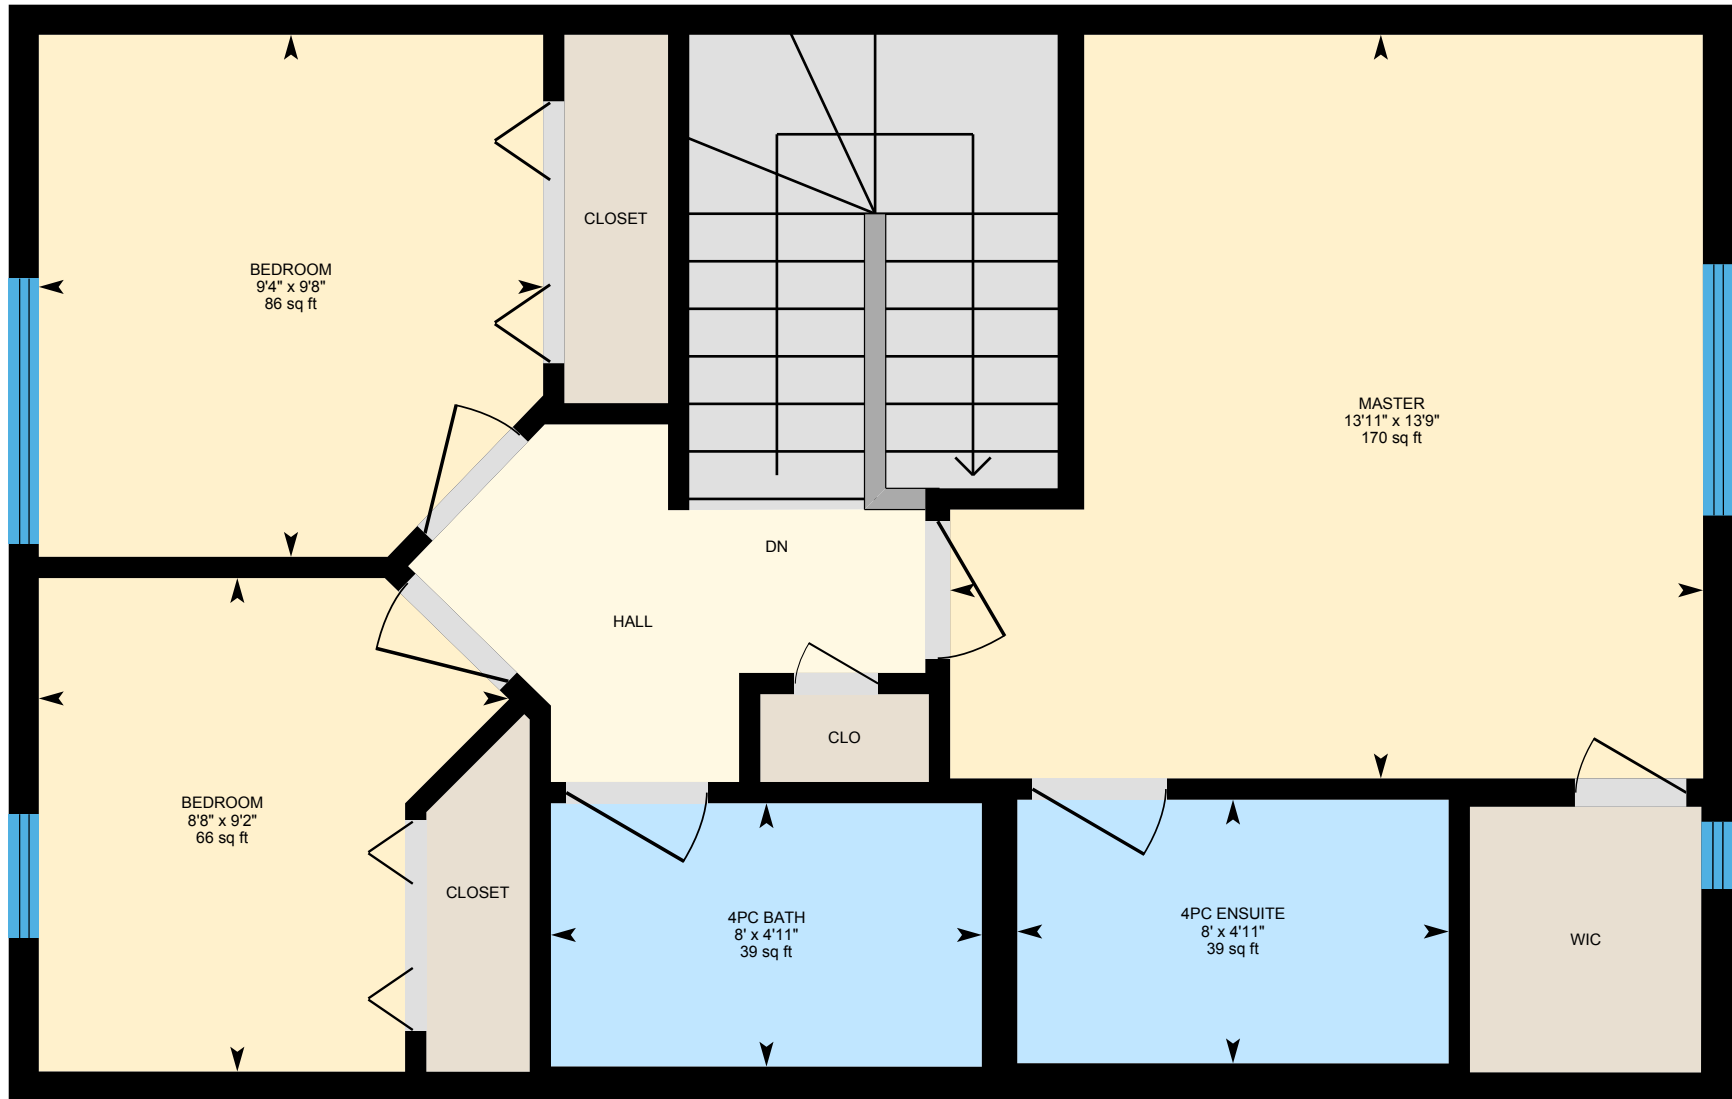 CLOSET
BEDROOM
9'4" x 9'8"
86 sq ft
MASTER
13'11" x 13'9"
170 sq ft
DN
HALL
CLO
BEDROOM
8'8" x 9'2"
66 sq ft
CLOSET
4PC BATH
8' x 4'11"
39 sq ft
4PC ENSUITE
8' x 4'11"
39 sq ft
WIC